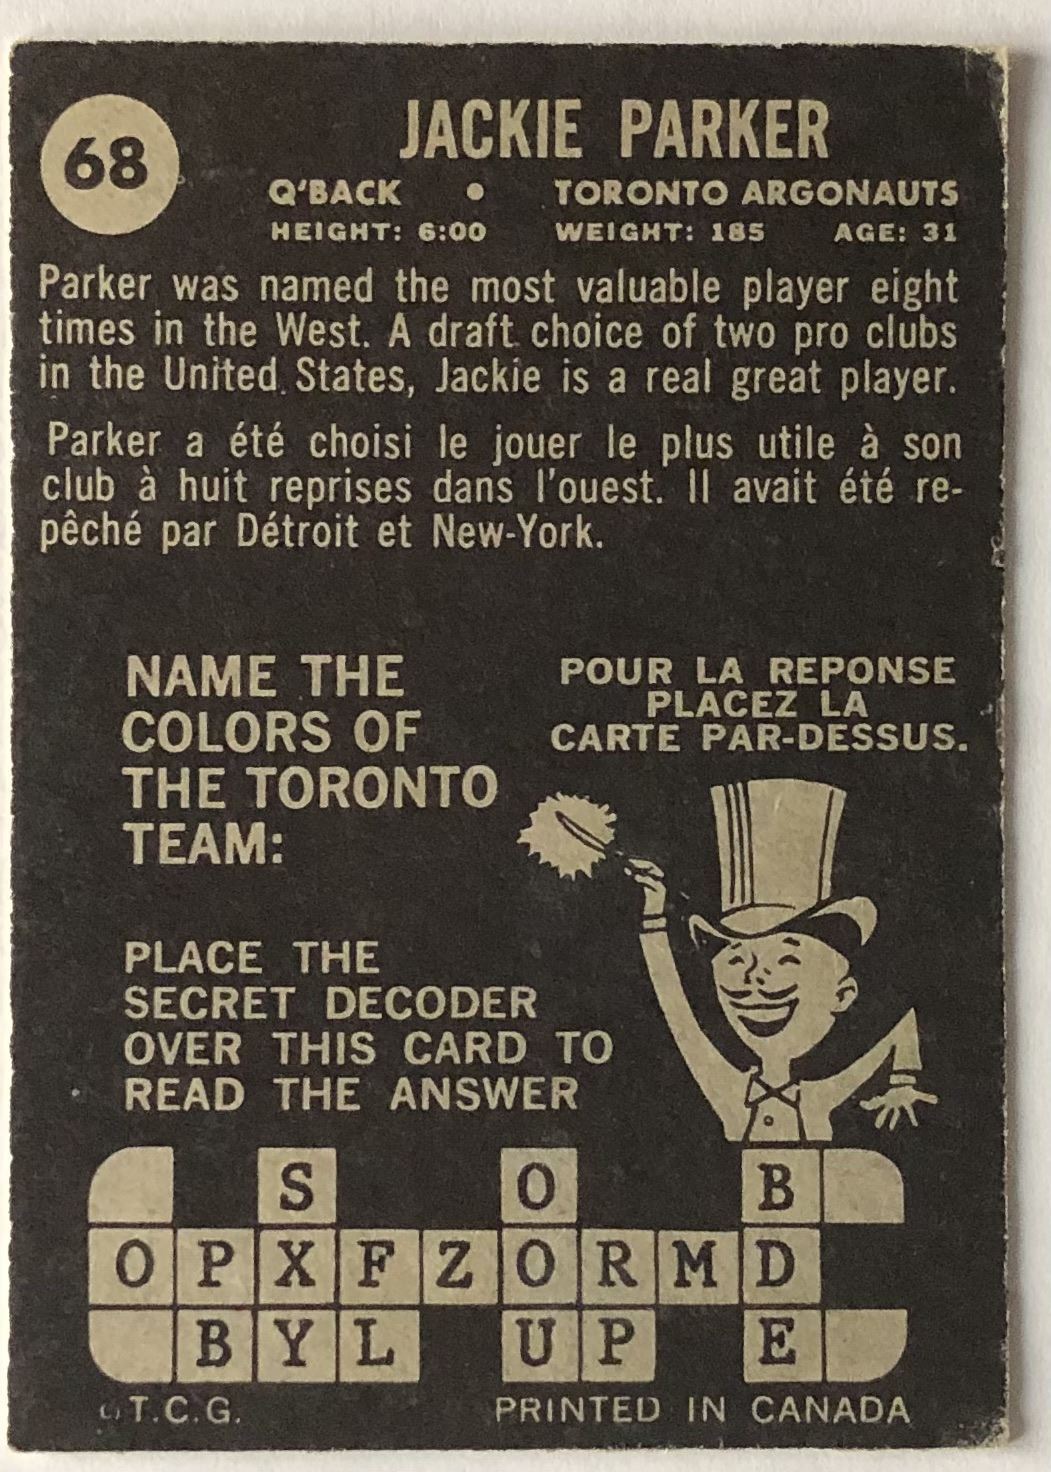 68
JACKIE PARKER
Q'BACK • TORONTO ARGONAUTS
HEIGHT: 6:00 WEIGHT: 185 AGE: 31
Parker was named the most valuable player eight
times in the West. A draft choice of two pro clubs
in the United States, Jackie is a real great player.
Parker a été choisi le jouer le plus utile à son
club à huit reprises dans l'ouest. Il avait été re-
pêché par Détroit et New-York.
NAME THE
COLORS OF
THE TORONTO
TEAM:
POUR LA REPONSE
PLACEZ LA
CARTE PAR-DESSUS.
PLACE THE
SECRET DECODER
OVER THIS CARD TO
READ THE ANSWER
S O B
O P X F Z O R M D
B Y L U P E
© T.C.G. PRINTED IN CANADA